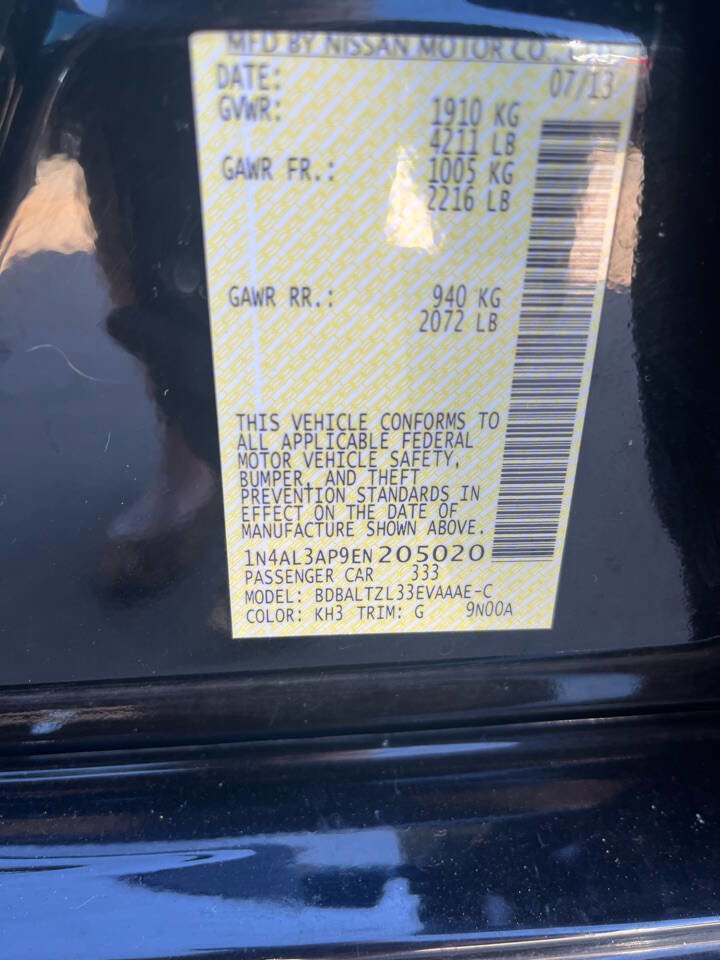 MFD BY NISSAN MOTOR CO., LTD
DATE: 07/13
GVWR: 1910 KG
4211 LB
GAWR FR.: 1005 KG
2216 LB
GAWR RR.: 940 KG
2072 LB
THIS VEHICLE CONFORMS TO
ALL APPLICABLE FEDERAL
MOTOR VEHICLE SAFETY,
BUMPER, AND THEFT
PREVENTION STANDARDS IN
EFFECT ON THE DATE OF
MANUFACTURE SHOWN ABOVE.
1N4AL3AP9EN205020
PASSENGER CAR 333
MODEL: BDBALTZL33EVAAAE-C
COLOR: KH3 TRIM: G 9N00A